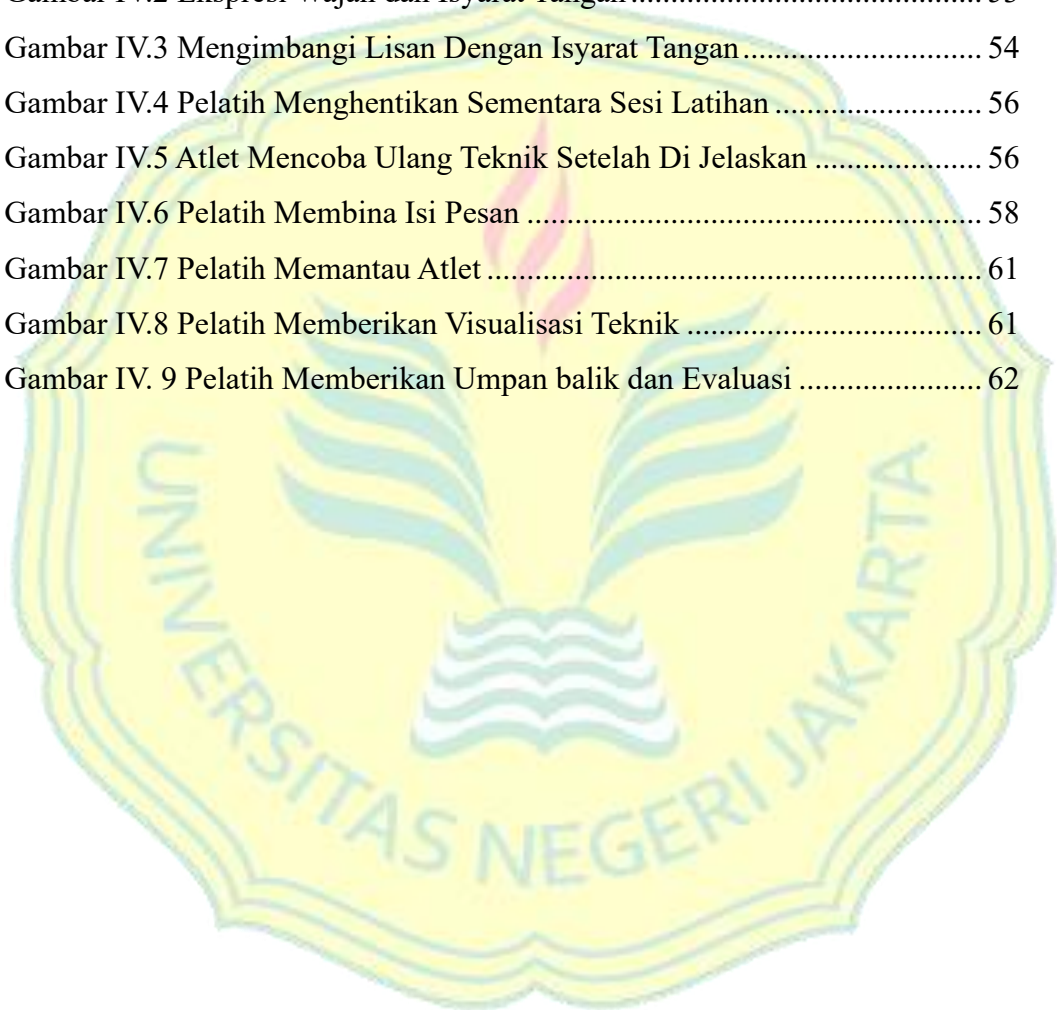 Gambar IV.2 Ekspresi Wajah dan Isyarat Tangan
Gambar IV.3 Mengimbangi Lisan Dengan Isyarat Tangan ........................... 54
Gambar IV.4 Pelatih Menghentikan Sementara Sesi Latihan ....................... 56
Gambar IV.5 Atlet Mencoba Ulang Teknik Setelah Di Jelaskan ................... 56
Gambar IV.6 Pelatih Membina Isi Pesan .................................................... 58
Gambar IV.7 Pelatih Memantau Atlet ........................................................ 61
Gambar IV.8 Pelatih Memberikan Visualisasi Teknik ................................. 61
Gambar IV. 9 Pelatih Memberikan Umpan balik dan Evaluasi ..................... 62
UNIVERSITAS NEGERI JAKARTA